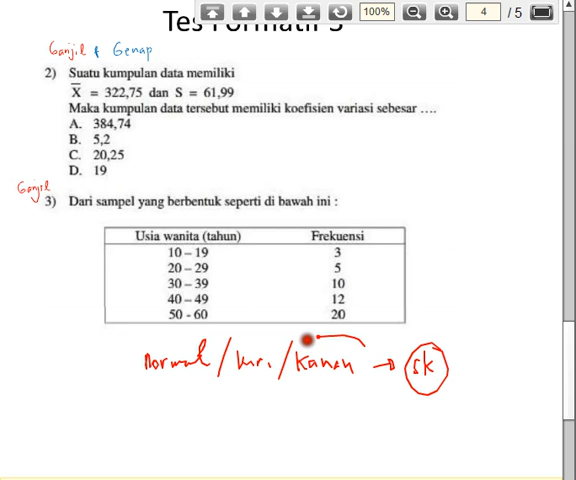 100% 4 / 5
Tes Formatif 3
Ganjil & Genap
2) Suatu kumpulan data memiliki
X = 322,75 dan S = 61,99
Maka kumpulan data tersebut memiliki koefisien variasi sebesar ….
A. 384,74
B. 5,2
C. 20,25
D. 19
Ganjil
3) Dari sampel yang berbentuk seperti di bawah ini :
Usia wanita (tahun) Frekuensi
10 – 19 3
20 – 29 5
30 – 39 10
40 – 49 12
50 - 60 20
normal / kir. / kanan → sk